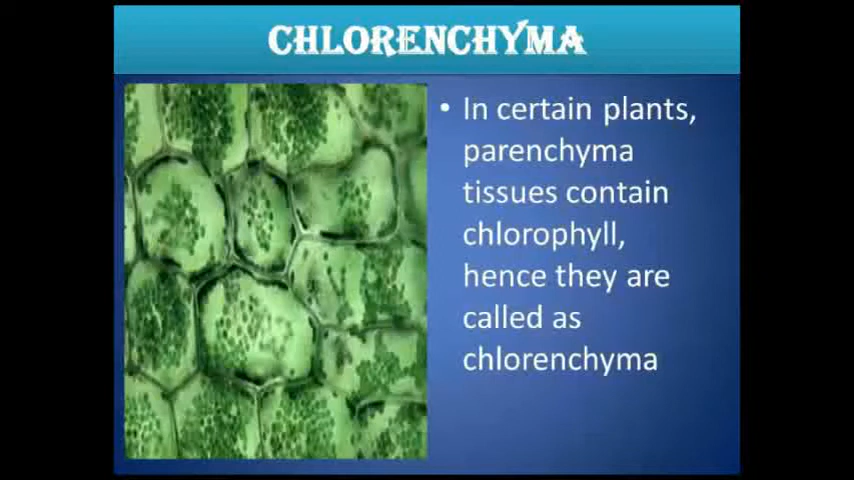 CHLORENCHYMA
• In certain plants,
parenchyma
tissues contain
chlorophyll,
hence they are
called as
chlorenchyma